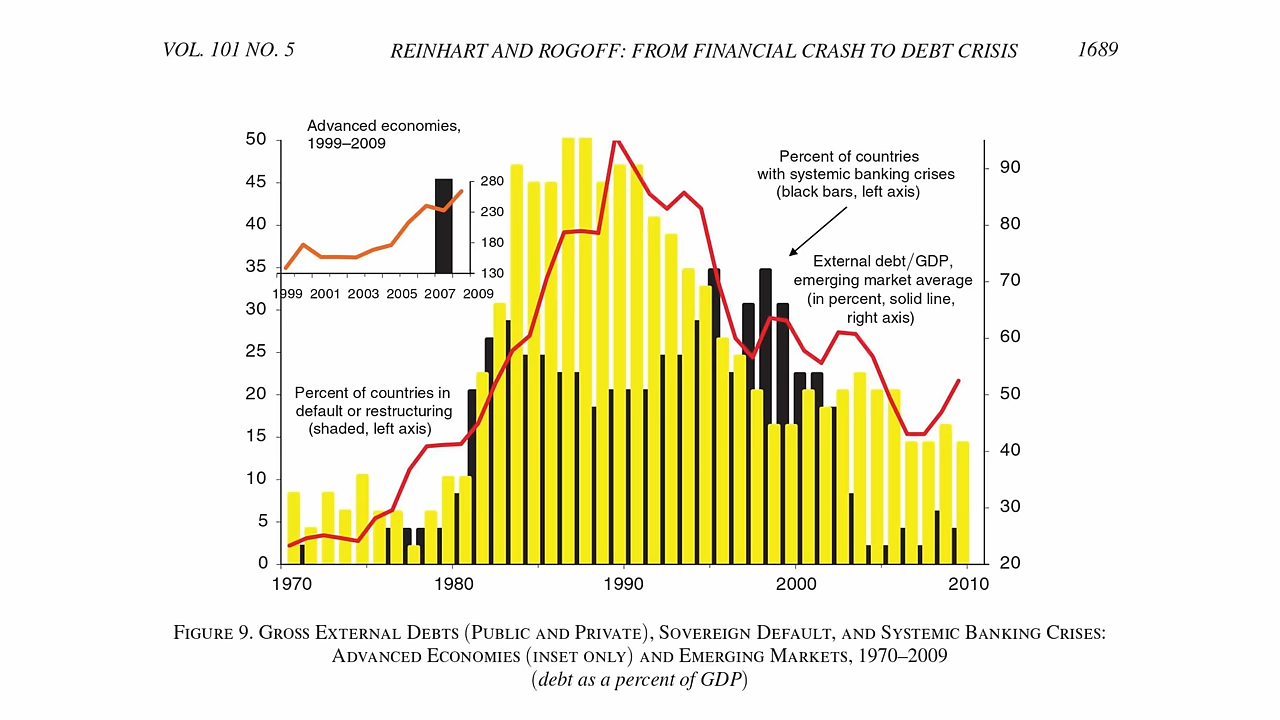 VOL. 101 NO. 5
REINHART AND ROGOFF: FROM FINANCIAL CRASH TO DEBT CRISIS
1689
Advanced economies,
1999–2009
50
45
40
35
30
25
20
15
10
5
0
280
230
180
130
1999 2001 2003 2005 2007 2009
Percent of countries
with systemic banking crises
(black bars, left axis)
External debt/GDP,
emerging market average
(in percent, solid line,
right axis)
Percent of countries in
default or restructuring
(shaded, left axis)
90
80
70
60
50
40
30
20
1970 1980 1990 2000 2010
Figure 9. Gross External Debts (Public and Private), Sovereign Default, and Systemic Banking Crises:
Advanced Economies (inset only) and Emerging Markets, 1970–2009
(debt as a percent of GDP)